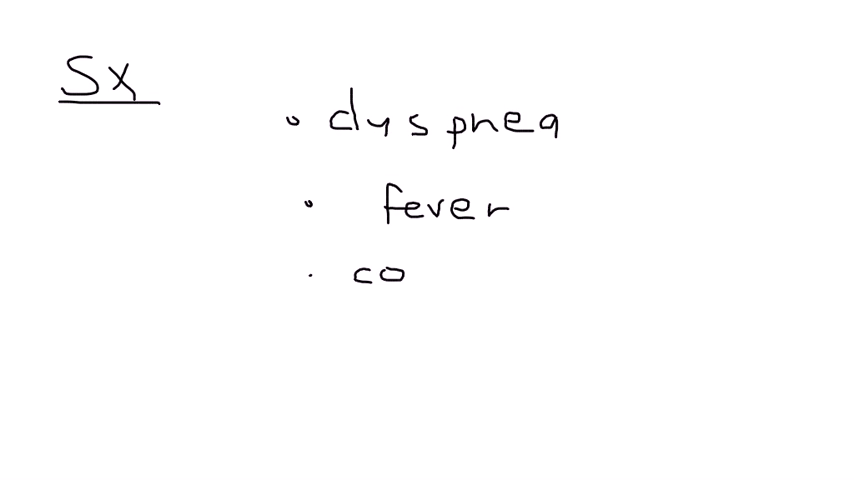 Sx
• dyspnea
• fever
• co